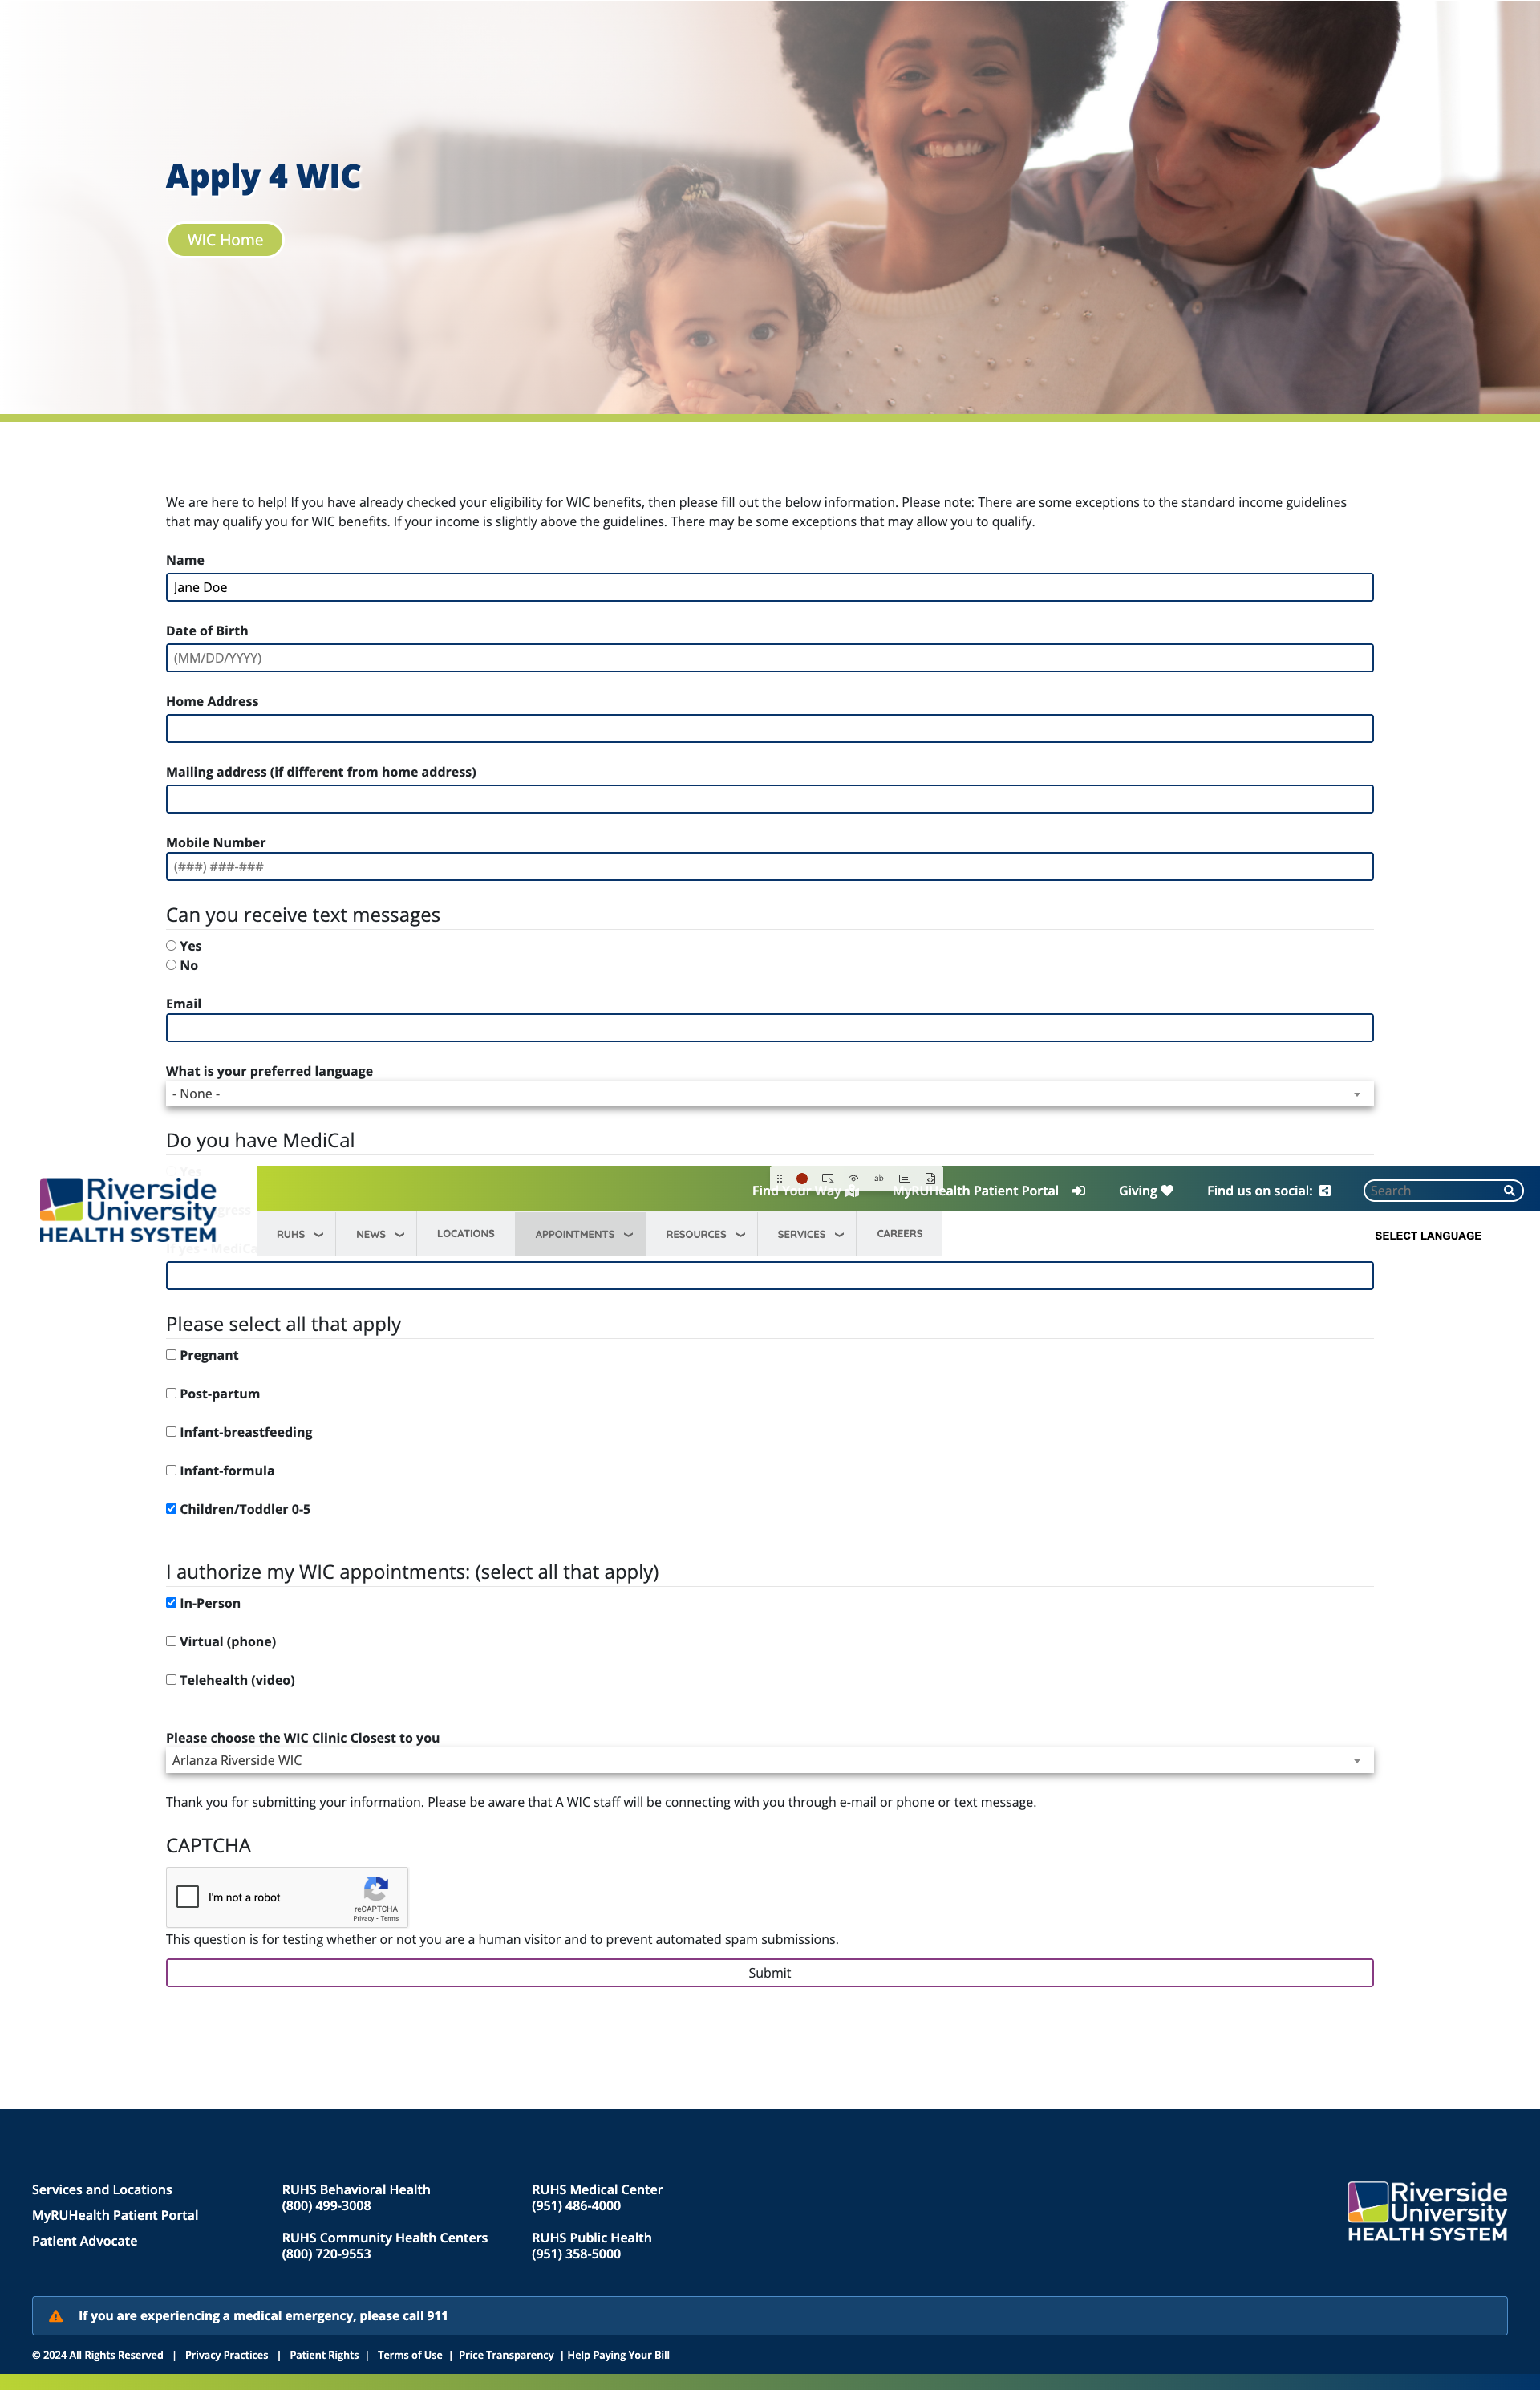 Apply 4 WIC
WIC Home
We are here to help! If you have already checked your eligibility for WIC benefits, then please fill out the below information. Please note: There are some exceptions to the standard income guidelines
that may qualify you for WIC benefits. If your income is slightly above the guidelines. There may be some exceptions that may allow you to qualify.
Name
Jane Doe
Date of Birth
(MM/DD/YYYY)
Home Address
Mailing address (if different from home address)
Mobile Number
(###) ###-###
Can you receive text messages
Yes
No
Email
What is your preferred language
- None -
Do you have MediCal
Yes
Riverside
University
HEALTH SYSTEM
Find Your Way
MyRUHealth Patient Portal
Giving
Find us on social:
Search
RUHS
NEWS
LOCATIONS
APPOINTMENTS
RESOURCES
SERVICES
CAREERS
SELECT LANGUAGE
Please select all that apply
Pregnant
Post-partum
Infant-breastfeeding
Infant-formula
Children/Toddler 0-5
I authorize my WIC appointments: (select all that apply)
In-Person
Virtual (phone)
Telehealth (video)
Please choose the WIC Clinic Closest to you
Arlanza Riverside WIC
Thank you for submitting your information. Please be aware that A WIC staff will be connecting with you through e-mail or phone or text message.
CAPTCHA
I'm not a robot
reCAPTCHA
Privacy - Terms
This question is for testing whether or not you are a human visitor and to prevent automated spam submissions.
Submit
Services and Locations
MyRUHealth Patient Portal
Patient Advocate
RUHS Behavioral Health
(800) 499-3008
RUHS Community Health Centers
(800) 720-9553
RUHS Medical Center
(951) 486-4000
RUHS Public Health
(951) 358-5000
Riverside
University
HEALTH SYSTEM
If you are experiencing a medical emergency, please call 911
© 2024 All Rights Reserved | Privacy Practices | Patient Rights | Terms of Use | Price Transparency | Help Paying Your Bill